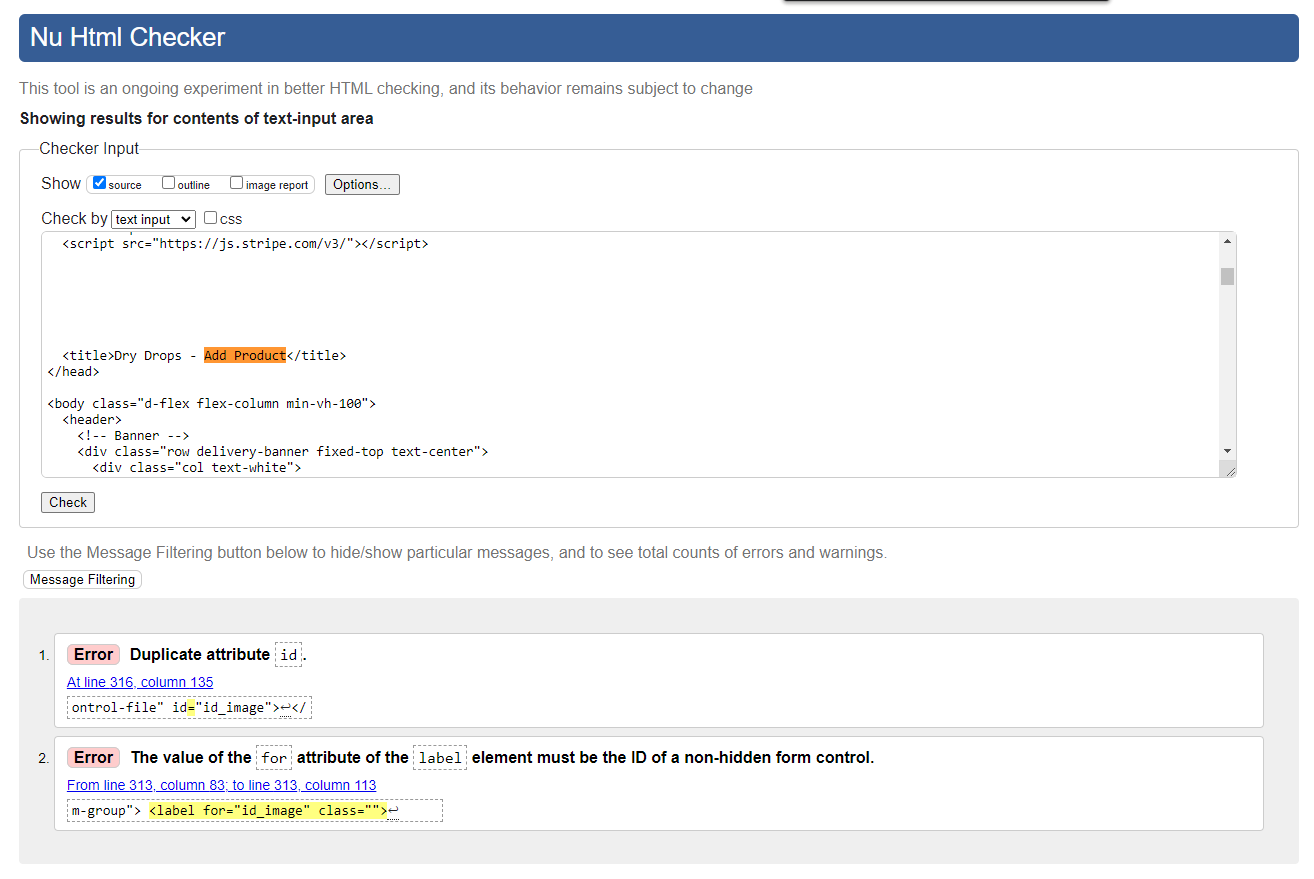 Nu Html Checker
This tool is an ongoing experiment in better HTML checking, and its behavior remains subject to change
Showing results for contents of text-input area
Checker Input
Show source outline image report Options...
Check by text input css
<script src="https://js.stripe.com/v3/"></script>
<title>Dry Drops - Add Product</title>
</head>
<body class="d-flex flex-column min-vh-100">
<header>
<!-- Banner -->
<div class="row delivery-banner fixed-top text-center">
<div class="col text-white">
Check
Use the Message Filtering button below to hide/show particular messages, and to see total counts of errors and warnings.
Message Filtering
1. Error Duplicate attribute id.
At line 316, column 135
ontrol-file" id="id_image">↩</
2. Error The value of the for attribute of the label element must be the ID of a non-hidden form control.
From line 313, column 83; to line 313, column 113
m-group"> <label for="id_image" class="">↩